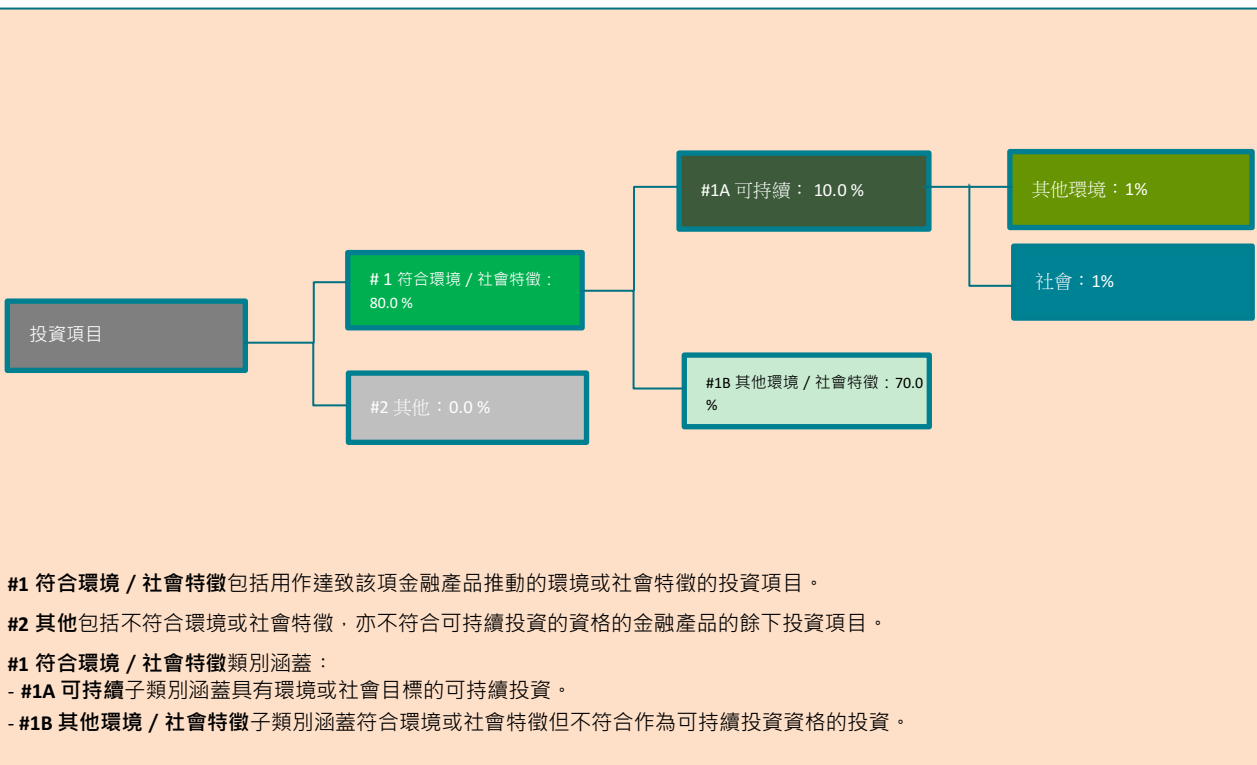 投資項目
# 1 符合環境 / 社會特徵：
80.0 %
#2 其他：0.0 %
#1A 可持續： 10.0 %
#1B 其他環境 / 社會特徵：70.0
%
其他環境：1%
社會：1%
#1 符合環境 / 社會特徵包括用作達致該項金融產品推動的環境或社會特徵的投資項目。
#2 其他包括不符合環境或社會特徵，亦不符合可持續投資的資格的金融產品的餘下投資項目。
#1 符合環境 / 社會特徵類別涵蓋：
- #1A 可持續子類別涵蓋具有環境或社會目標的可持續投資。
- #1B 其他環境 / 社會特徵子類別涵蓋符合環境或社會特徵但不符合作為可持續投資資格的投資。